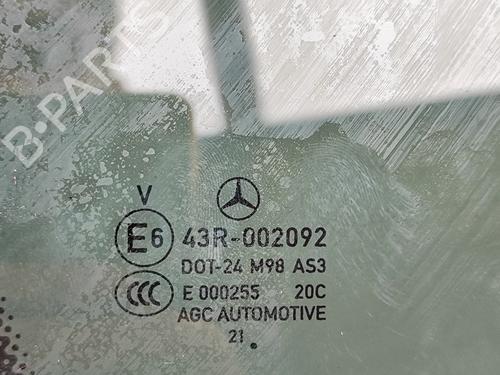 B-PARTS
V
E6 43R-002092
DOT-24 M98 AS3
CCC E 000255 20C
AGC AUTOMOTIVE
21 .